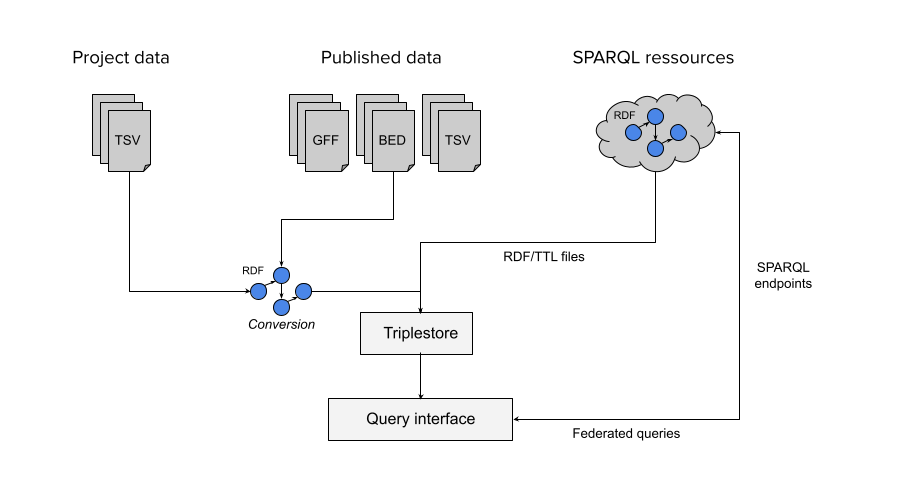 Project data
Published data
SPARQL ressources
TSV
GFF
BED
TSV
RDF
RDF/TTL files
RDF
Conversion
SPARQL
endpoints
Triplestore
Query interface
Federated queries